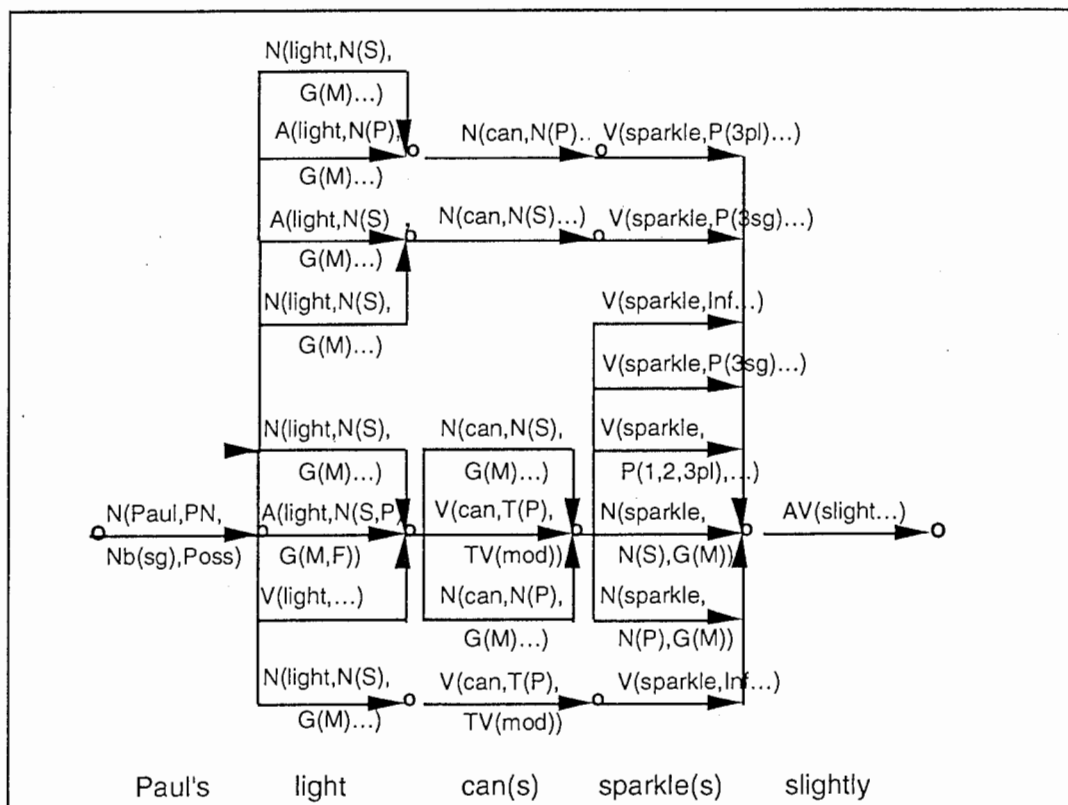 N(light,N(S),
G(M)...)
A(light,N(P), N(can,N(P).. V(sparkle,P(3pl)...)
G(M)...)
A(light,N(S) , N(can,N(S)...) V(sparkle,P(3sg)...)
G(M)...)
N(light,N(S), V(sparkle,Inf...)
G(M)...)
V(sparkle,P(3sg)...)
N(light,N(S), N(can,N(S), V(sparkle,
G(M)...) G(M)...) P(1,2,3pl),...)
N(Paul,PN, A(light,N(S,P) V(can,T(P), N(sparkle, AV(slight...)
Nb(sg),Poss) G(M,F)) TV(mod)) N(S),G(M))
V(light,...) N(can,N(P), N(sparkle,
G(M)...) N(P),G(M))
N(light,N(S), V(can,T(P), V(sparkle,Inf...)
G(M)...) TV(mod))
Paul's light can(s) sparkle(s) slightly